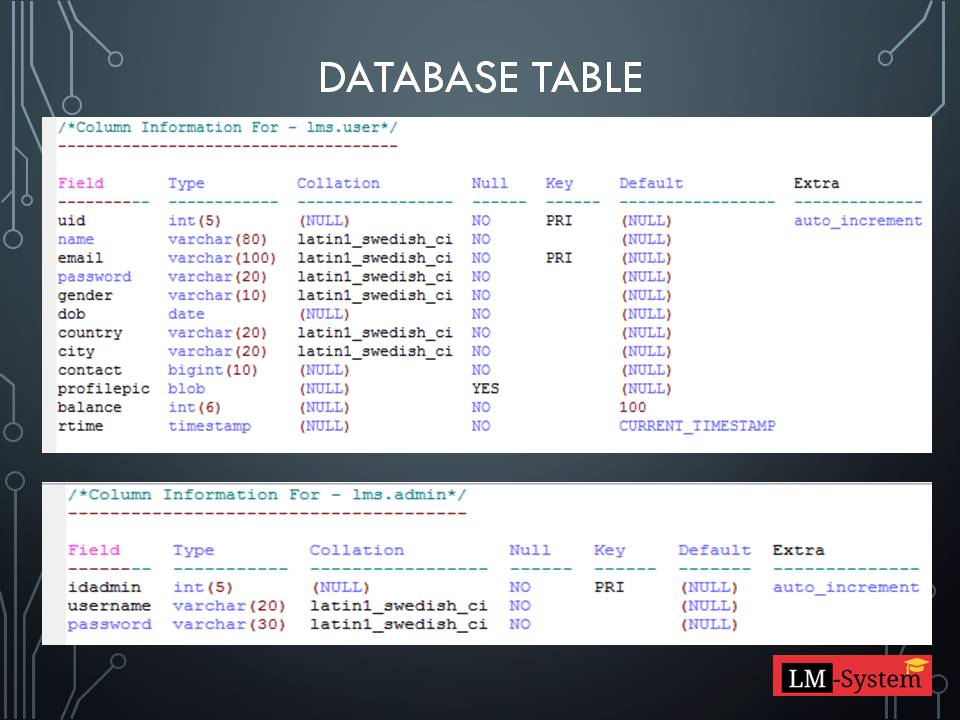 DATABASE TABLE
/*Column Information For - lms.user*/
-------------------------------------
Field Type Collation Null Key Default Extra
---------- ------------ ----------------- ------ ------ ----------------- --------------
uid int(5) (NULL) NO PRI (NULL) auto_increment
name varchar(80) latin1_swedish_ci NO (NULL)
email varchar(100) latin1_swedish_ci NO PRI (NULL)
password varchar(20) latin1_swedish_ci NO (NULL)
gender varchar(10) latin1_swedish_ci NO (NULL)
dob date (NULL) NO (NULL)
country varchar(20) latin1_swedish_ci NO (NULL)
city varchar(20) latin1_swedish_ci NO (NULL)
contact bigint(10) (NULL) NO (NULL)
profilepic blob (NULL) YES (NULL)
balance int(6) (NULL) NO 100
rtime timestamp (NULL) NO CURRENT_TIMESTAMP
/*Column Information For - lms.admin*/
--------------------------------------
Field Type Collation Null Key Default Extra
-------- ----------- ----------------- ------ ------ ------- --------------
idadmin int(5) (NULL) NO PRI (NULL) auto_increment
username varchar(20) latin1_swedish_ci NO (NULL)
password varchar(30) latin1_swedish_ci NO (NULL)
LM-System